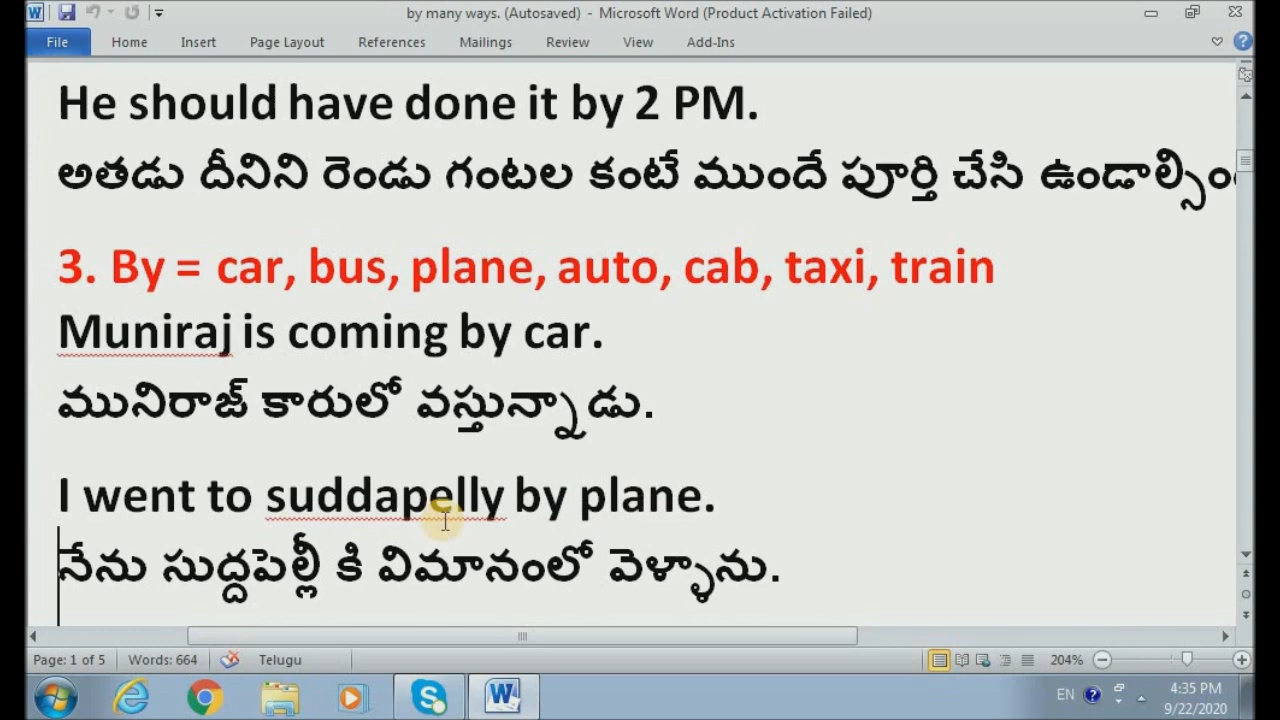 by many ways. (Autosaved) - Microsoft Word (Product Activation Failed)
File Home Insert Page Layout References Mailings Review View Add-Ins
He should have done it by 2 PM.
అతడు దీనిని రెండు గంటల కంటే ముందే పూర్తి చేసి
3. By = car, bus, plane, auto, cab, taxi, train
Muniraj is coming by car.
మునిరాజ్ కారులో వస్తున్నాడు.
I went to suddapelly by plane.
నేను సుద్దపెల్లీ కి విమానంలో వెళ్ళాను.
Page: 1 of 5 Words: 664 Telugu 204%
EN 4:35 PM
9/22/2020